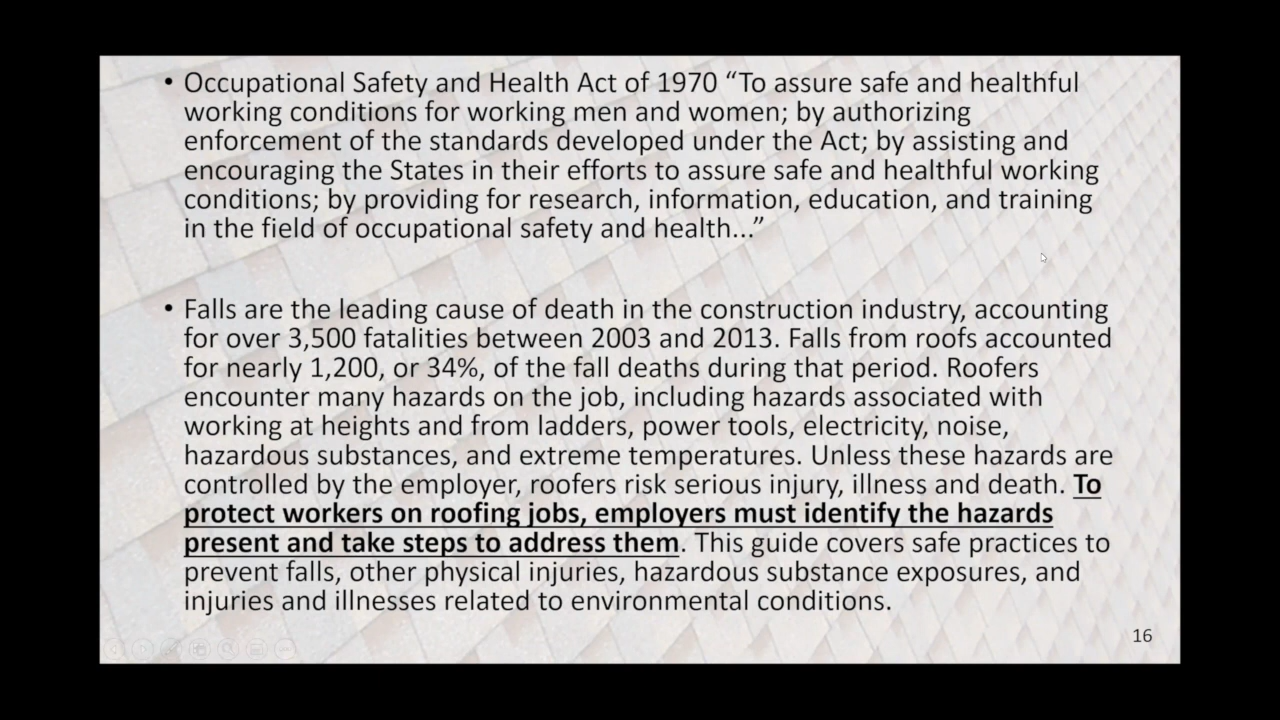 • Occupational Safety and Health Act of 1970 “To assure safe and healthful
working conditions for working men and women; by authorizing
enforcement of the standards developed under the Act; by assisting and
encouraging the States in their efforts to assure safe and healthful working
conditions; by providing for research, information, education, and training
in the field of occupational safety and health...”
• Falls are the leading cause of death in the construction industry, accounting
for over 3,500 fatalities between 2003 and 2013. Falls from roofs accounted
for nearly 1,200, or 34%, of the fall deaths during that period. Roofers
encounter many hazards on the job, including hazards associated with
working at heights and from ladders, power tools, electricity, noise,
hazardous substances, and extreme temperatures. Unless these hazards are
controlled by the employer, roofers risk serious injury, illness and death. To
protect workers on roofing jobs, employers must identify the hazards
present and take steps to address them. This guide covers safe practices to
prevent falls, other physical injuries, hazardous substance exposures, and
injuries and illnesses related to environmental conditions.
16